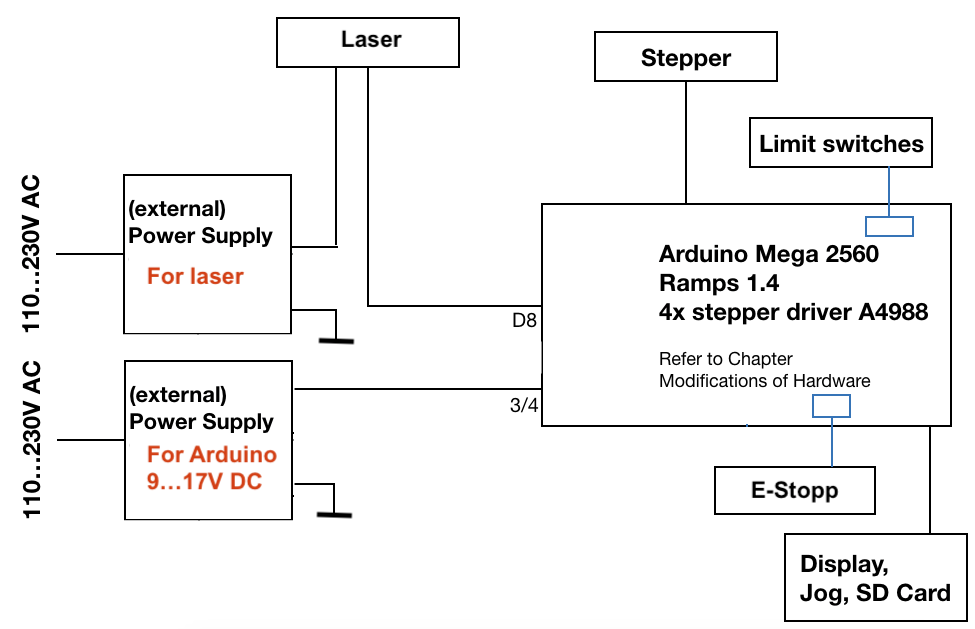 Laser
Stepper
Limit switches
110...230V AC
(external)
Power Supply
For laser
Arduino Mega 2560
Ramps 1.4
4x stepper driver A4988
D8
Refer to Chapter
Modifications of Hardware
110...230V AC
(external)
Power Supply
For Arduino
9...17V DC
3/4
E-Stopp
Display,
Jog, SD Card